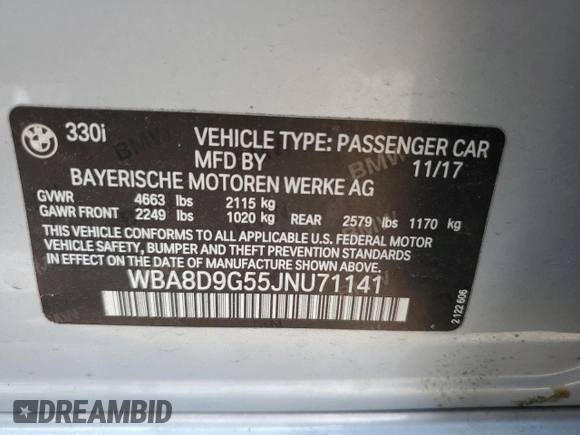 330i VEHICLE TYPE: PASSENGER CAR
MFD BY 11/17
BAYERISCHE MOTOREN WERKE AG
GVWR 4663 lbs 2115 kg
GAWR FRONT 2249 lbs 1020 kg REAR 2579 lbs 1170 kg
THIS VEHICLE CONFORMS TO ALL APPLICABLE U.S. FEDERAL MOTOR
VEHICLE SAFETY, BUMPER AND THEFT PREVENTION STANDARDS
IN EFFECT ON THE DATE OF MANUFACTURE SHOWN ABOVE.
WBA8D9G55JNU71141
2 122 606
DREAMBID DREAMBID.COM